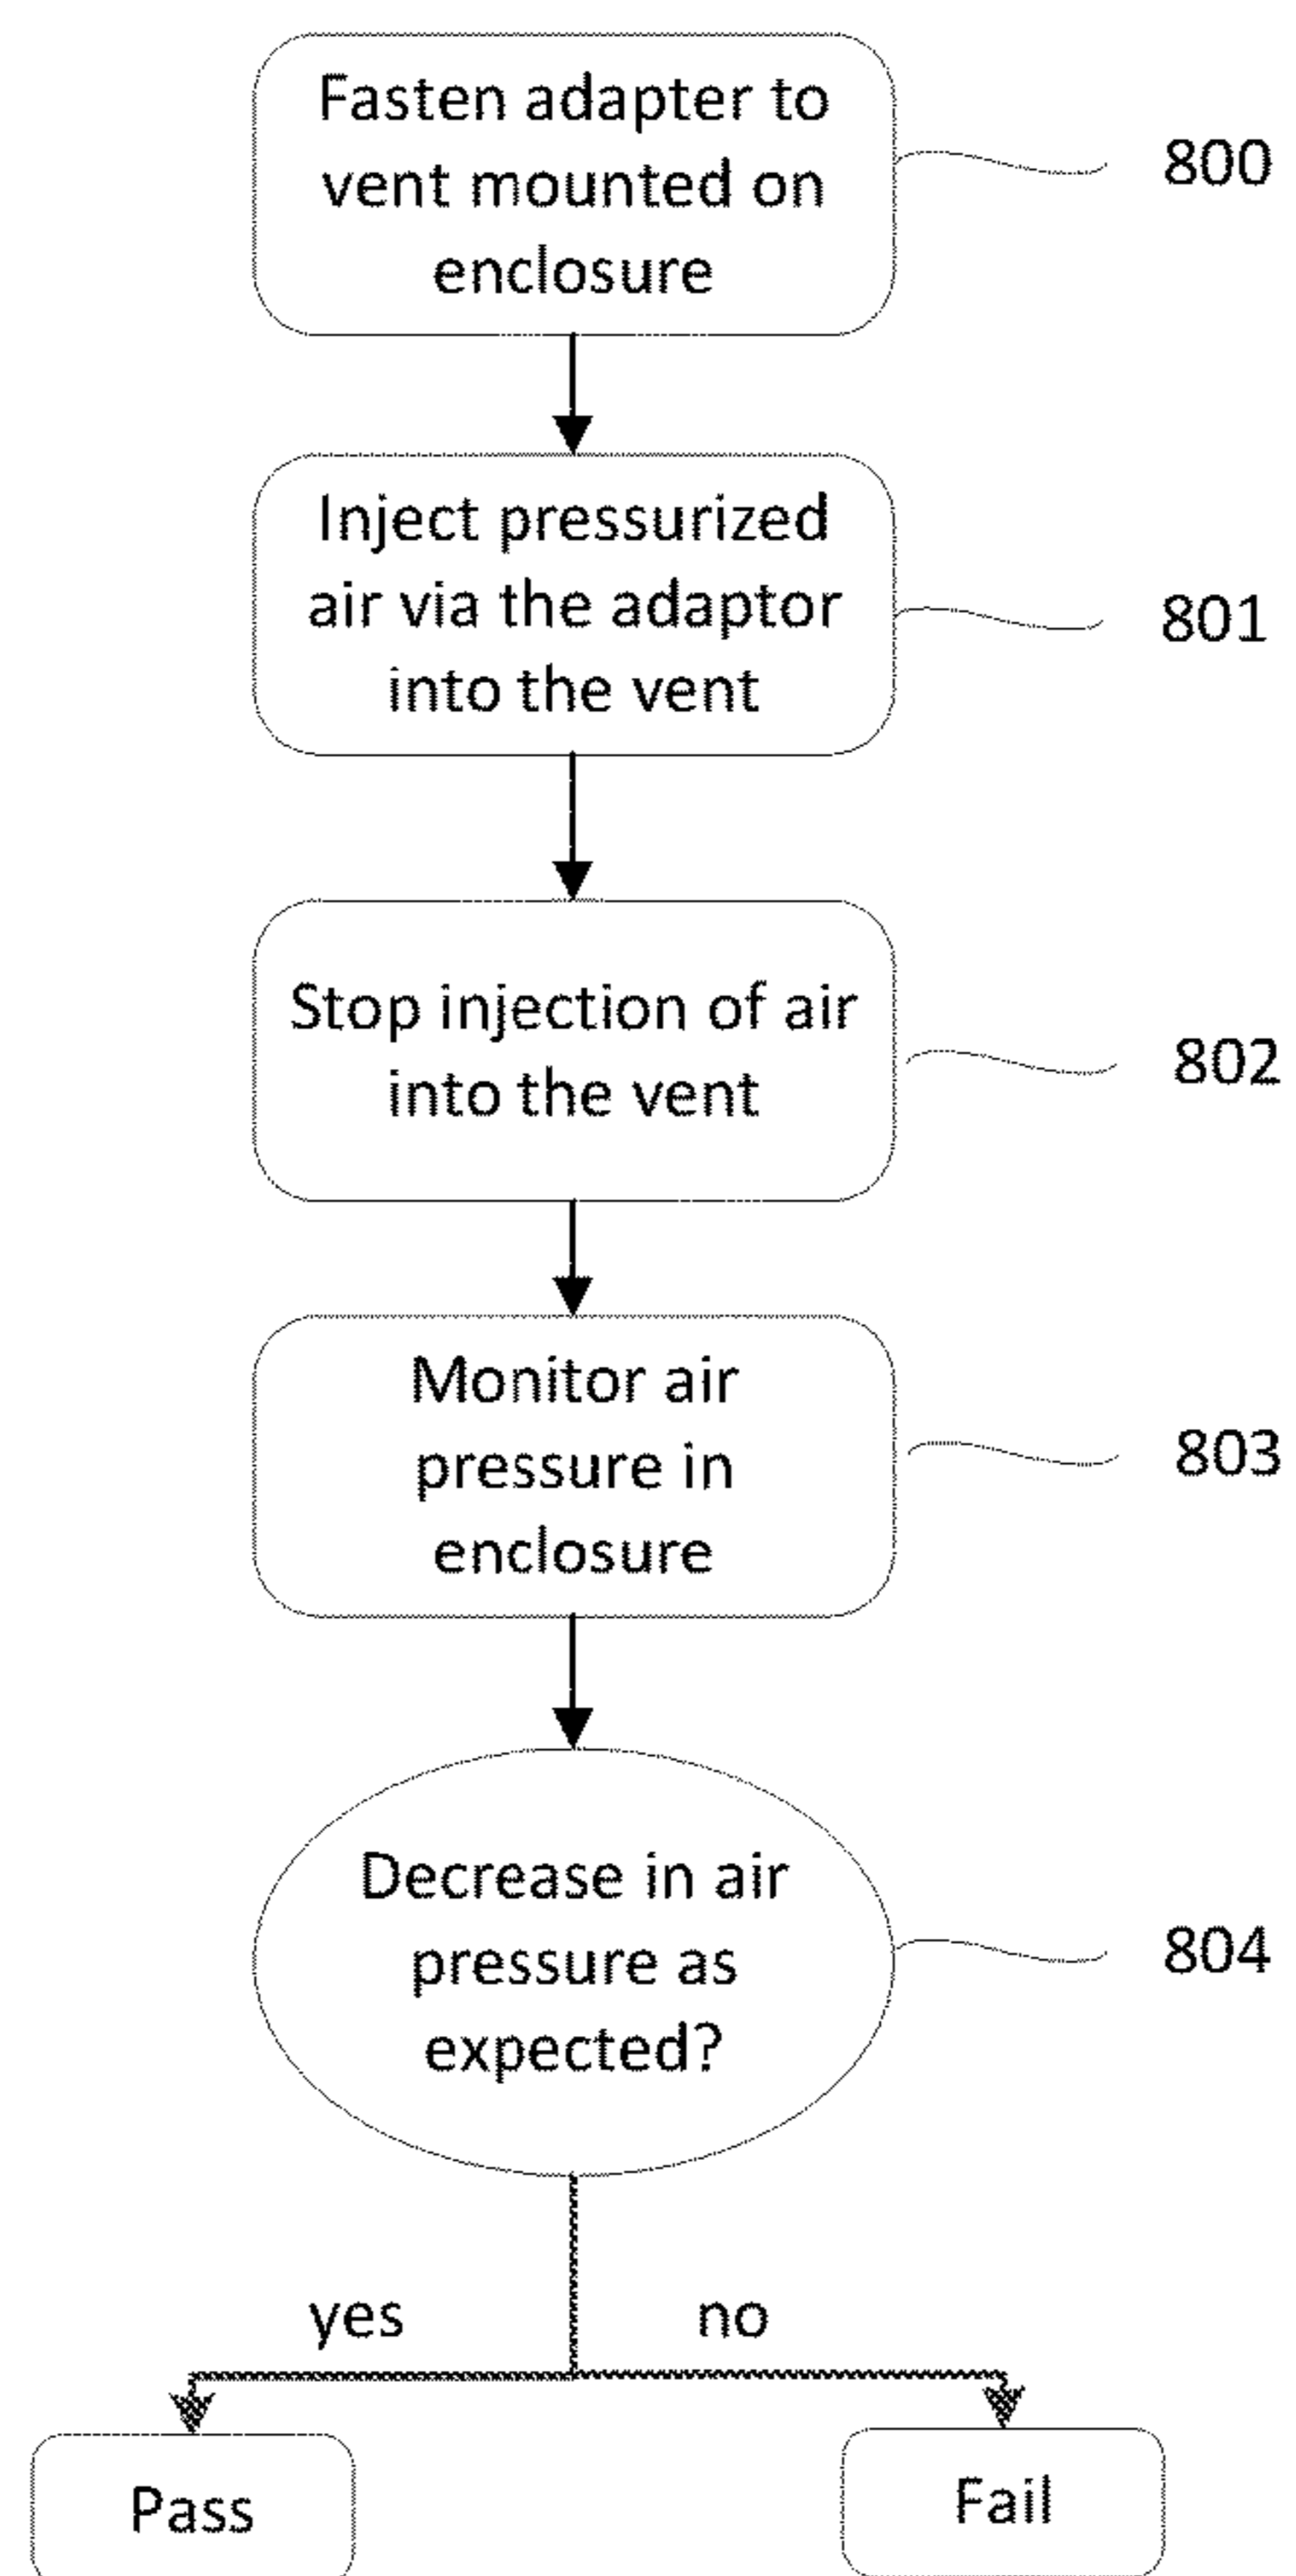 Fasten adapter to
vent mounted on
enclosure
800
Inject pressurized
air via the adaptor
into the vent
801
Stop injection of air
into the vent
802
Monitor air
pressure in
enclosure
803
Decrease in air
pressure as
expected?
804
yes
no
Pass
Fail